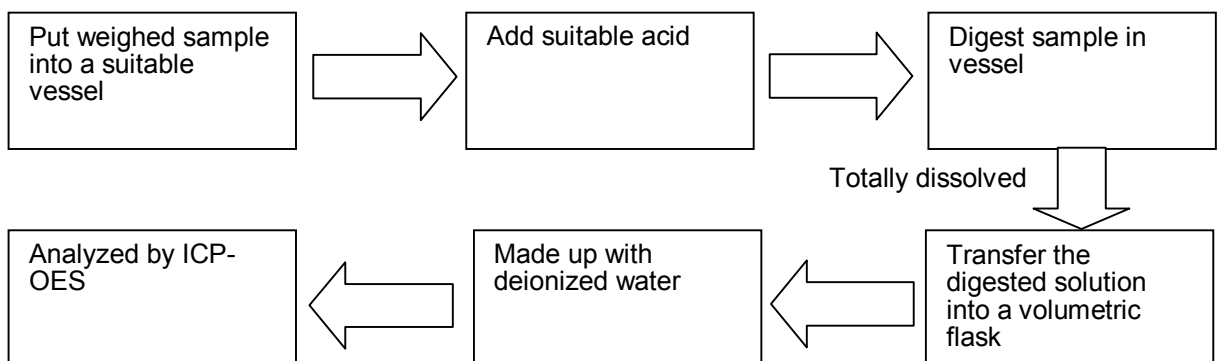 Put weighed sample
into a suitable
vessel
Add suitable acid
Digest sample in
vessel
Totally dissolved
Transfer the
digested solution
into a volumetric
flask
Made up with
deionized water
Analyzed by ICP-
OES